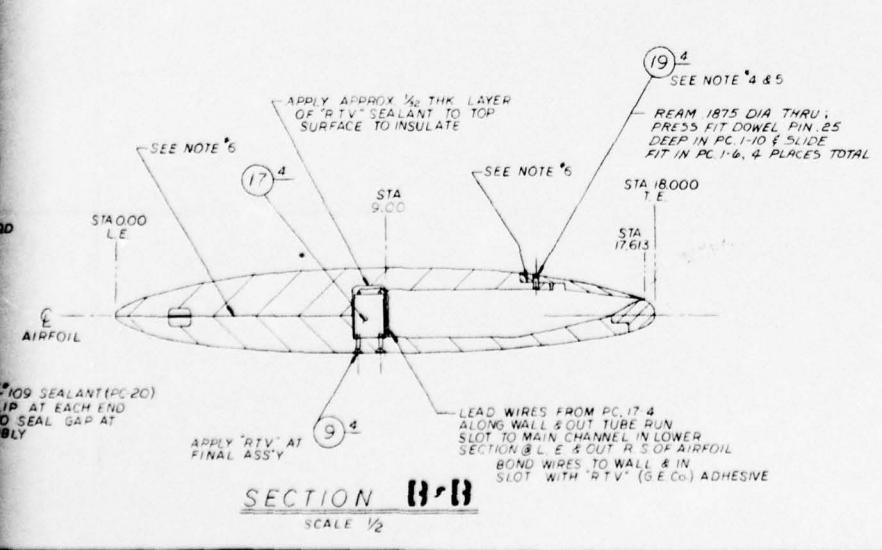 19 4
SEE NOTE #4 & 5
APPLY APPROX 1/32 THK LAYER
OF "RTV" SEALANT TO TOP
SURFACE TO INSULATE
REAM .1875 DIA THRU;
PRESS FIT DOWEL PIN .25
DEEP IN PC. 1-10 & SLIDE
FIT IN PC. 1-6, 4 PLACES TOTAL
SEE NOTE #6
17 4
SEE NOTE #6
STA
9.00
STA 18.000
T.E.
STA 0.00
L.E.
STA
17.613
℄
AIRFOIL
#109 SEALANT (PC-20)
AT EACH END
SEAL GAP AT
9 4
APPLY "RTV" AT
FINAL ASS'Y
LEAD WIRES FROM PC. 17-4
ALONG WALL & OUT TUBE RUN
SLOT TO MAIN CHANNEL IN LOWER
SECTION @ L.E. & OUT R.S. OF AIRFOIL
BOND WIRES TO WALL & IN
SLOT WITH "RTV" (G.E.Co.) ADHESIVE
SECTION B-B
SCALE 1/2